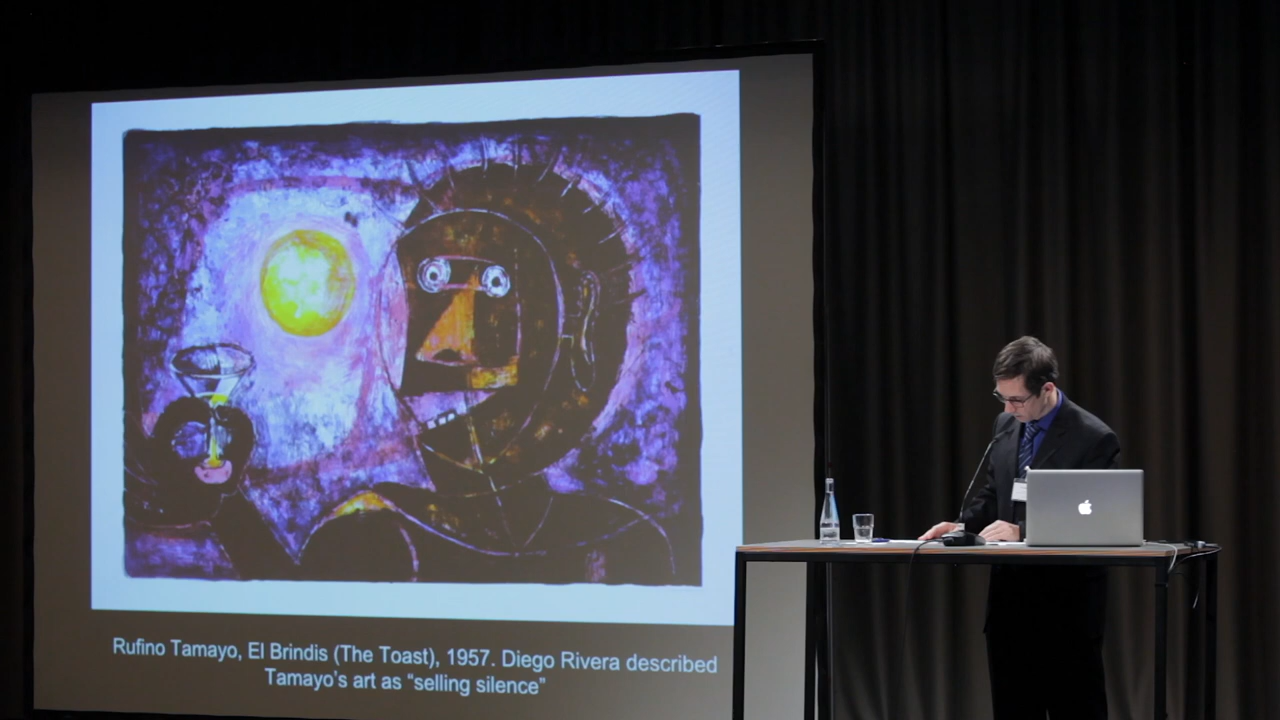 Rufino Tamayo, El Brindis (The Toast), 1957. Diego Rivera described
Tamayo's art as “selling silence”